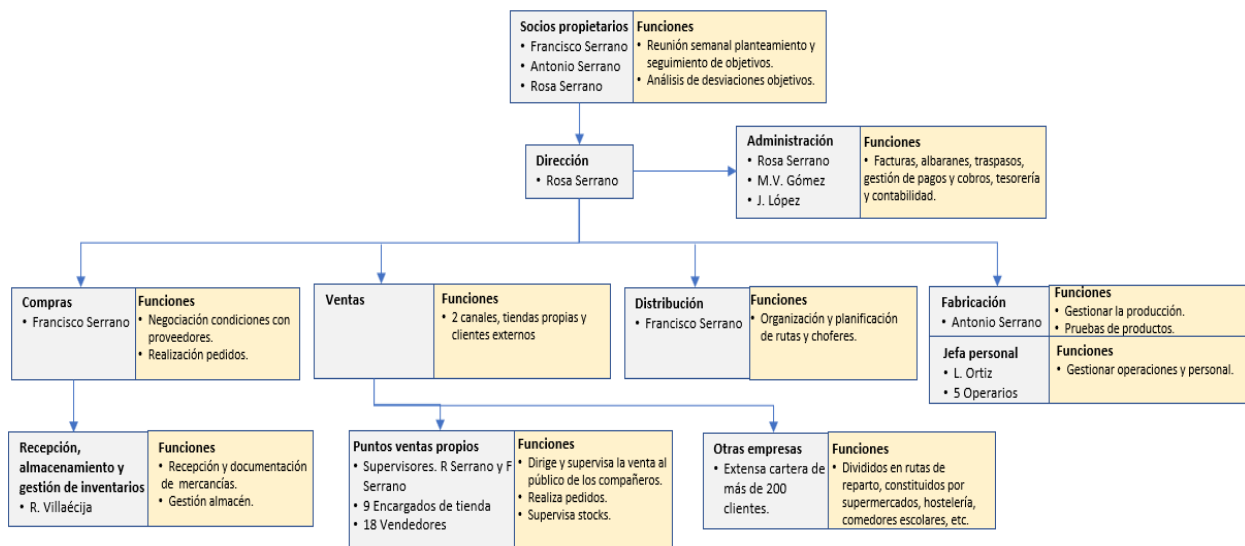 Socios propietarios
• Francisco Serrano
• Antonio Serrano
• Rosa Serrano
Funciones
• Reunión semanal planteamiento y
seguimiento de objetivos.
• Análisis de desviaciones objetivos.
Dirección
• Rosa Serrano
Administración
• Rosa Serrano
• M.V. Gómez
• J. López
Funciones
• Facturas, albaranes, traspasos,
gestión de pagos y cobros, tesorería
y contabilidad.
Compras
• Francisco Serrano
Funciones
• Negociación condiciones con
proveedores.
• Realización pedidos.
Ventas
Funciones
• 2 canales, tiendas propias y
clientes externos
Distribución
• Francisco Serrano
Funciones
• Organización y planificación
de rutas y choferes.
Fabricación
• Antonio Serrano
Funciones
• Gestionar la producción.
• Pruebas de productos.
Jefa personal
• L. Ortiz
• 5 Operarios
Funciones
• Gestionar operaciones y personal.
Recepción,
almacenamiento y
gestión de inventarios
• R. Villaécija
Funciones
• Recepción y documentación
de mercancías.
• Gestión almacén.
Puntos ventas propios
• Supervisores. R Serrano y F
Serrano
• 9 Encargados de tienda
• 18 Vendedores
Funciones
• Dirige y supervisa la venta al
público de los compañeros.
• Realiza pedidos.
• Supervisa stocks.
Otras empresas
• Extensa cartera de
más de 200
clientes.
Funciones
• Divididos en rutas de
reparto, constituidos por
supermercados, hostelería,
comedores escolares, etc.